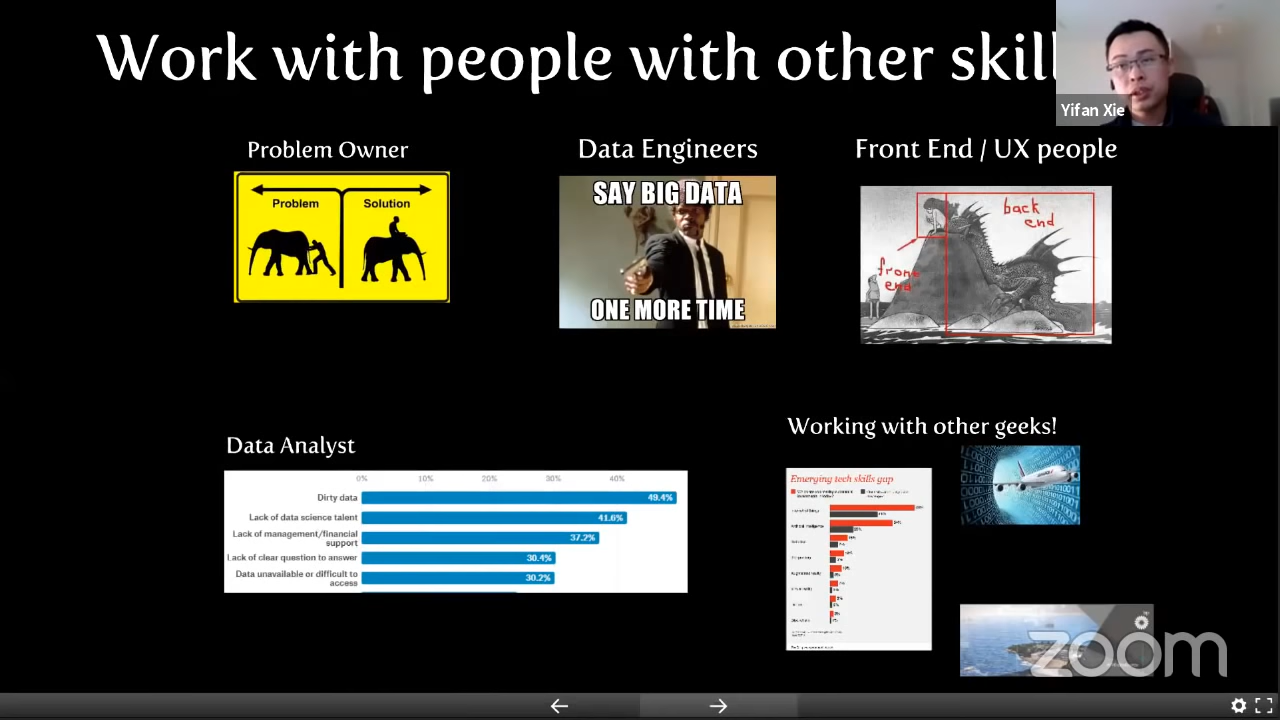 Work with people with other skill
Yifan Xie
Problem Owner
Data Engineers
Front End / UX people
Problem
Solution
SAY BIG DATA
ONE MORE TIME
back
end
front
end
Data Analyst
0%
10%
20%
30%
40%
Dirty data
49.4%
Lack of data science talent
41.6%
Lack of management/financial
support
37.2%
Lack of clear question to answer
30.4%
Data unavailable or difficult to
access
30.2%
Working with other geeks!
Emerging tech skills gap
zoom